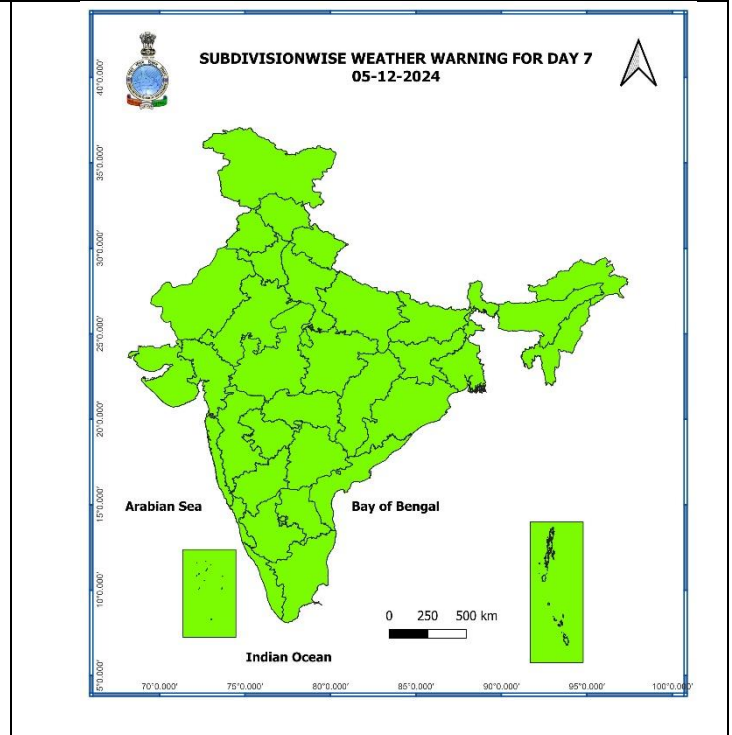 SUBDIVISIONWISE WEATHER WARNING FOR DAY 7
05-12-2024
40°0.000'
35°0.000'
30°0.000'
25°0.000'
20°0.000'
15°0.000'
10°0.000'
5°0.000'
Arabian Sea
Bay of Bengal
0 250 500 km
Indian Ocean
70°0.000' 75°0.000' 80°0.000' 85°0.000' 90°0.000' 95°0.000' 100°0.000'